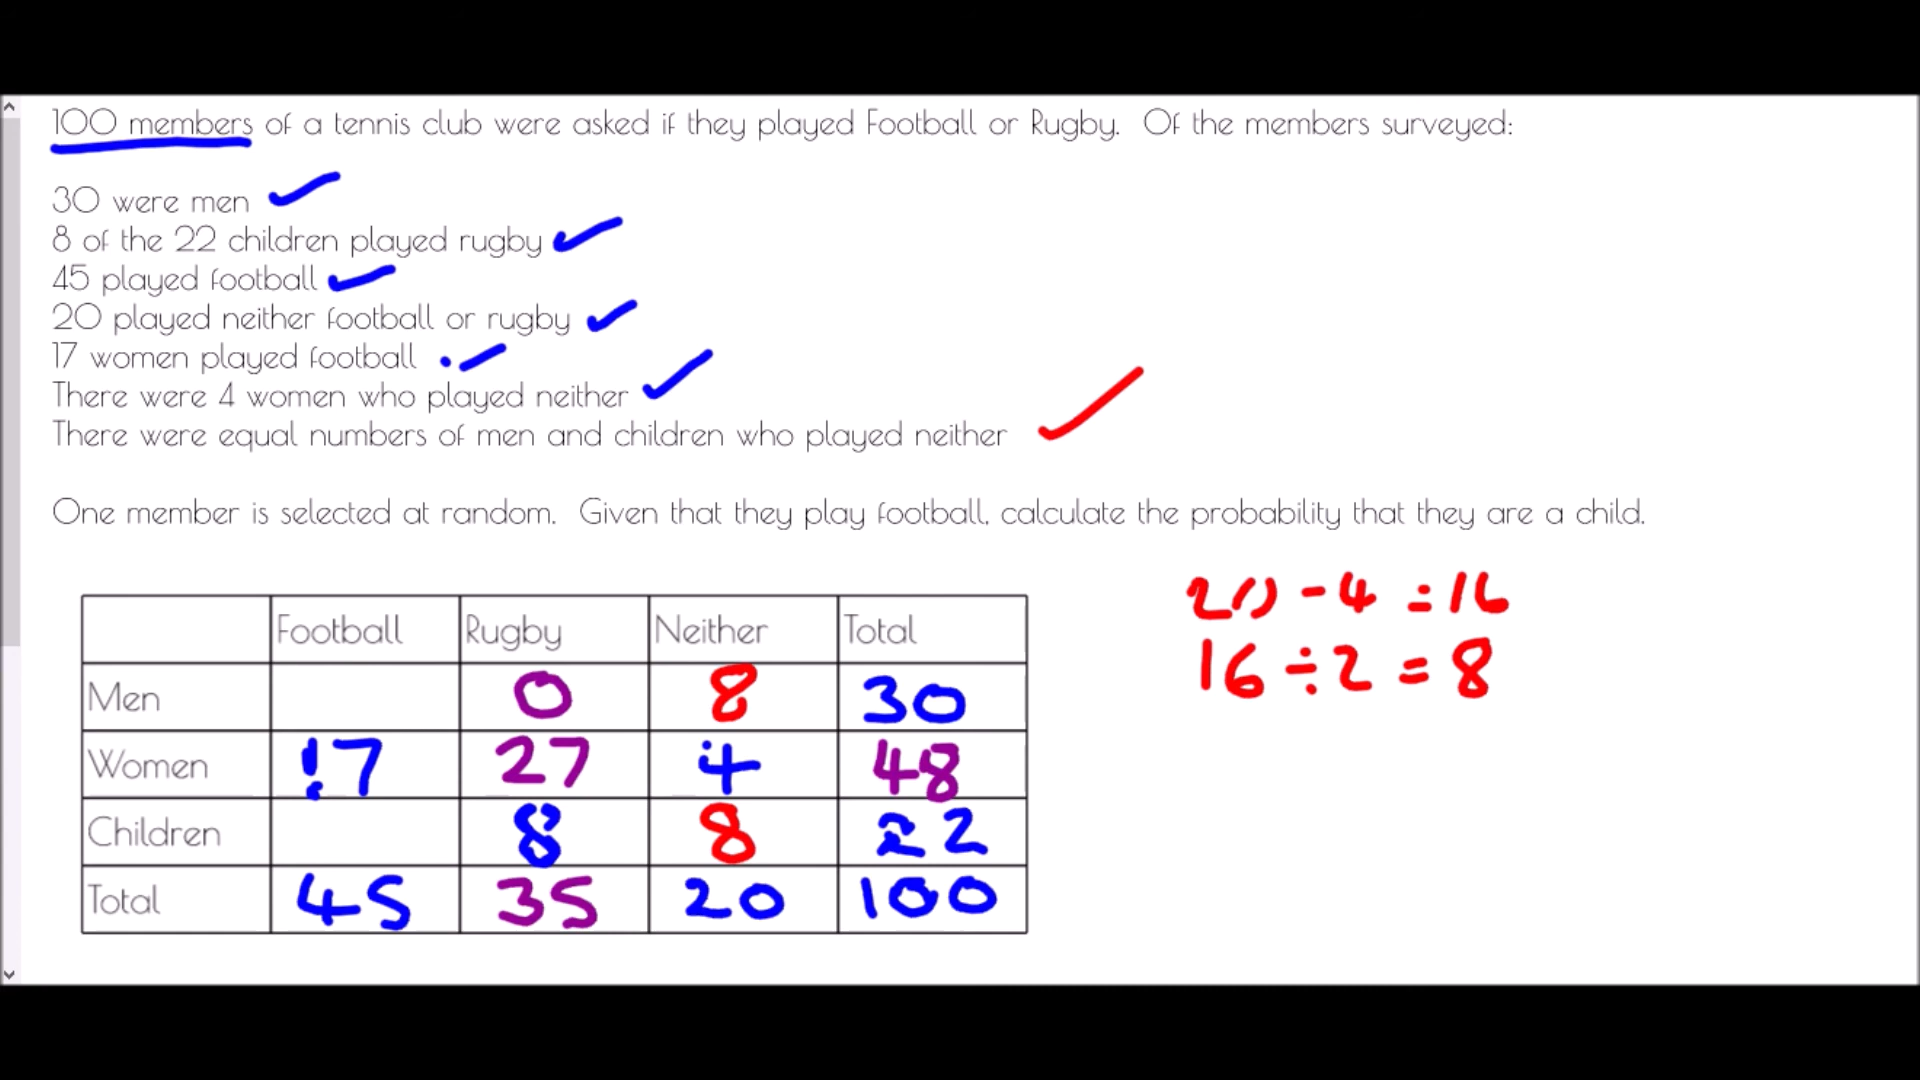 100 members of a tennis club were asked if they played Football or Rugby. Of the members surveyed:
30 were men
8 of the 22 children played rugby
45 played football
20 played neither football or rugby
17 women played football
There were 4 women who played neither
There were equal numbers of men and children who played neither
One member is selected at random. Given that they play football, calculate the probability that they are a child.
20 - 4 = 16
16 ÷ 2 = 8
Football Rugby Neither Total
Men 0 8 30
Women 17 27 4 48
Children 8 8 22
Total 45 35 20 100